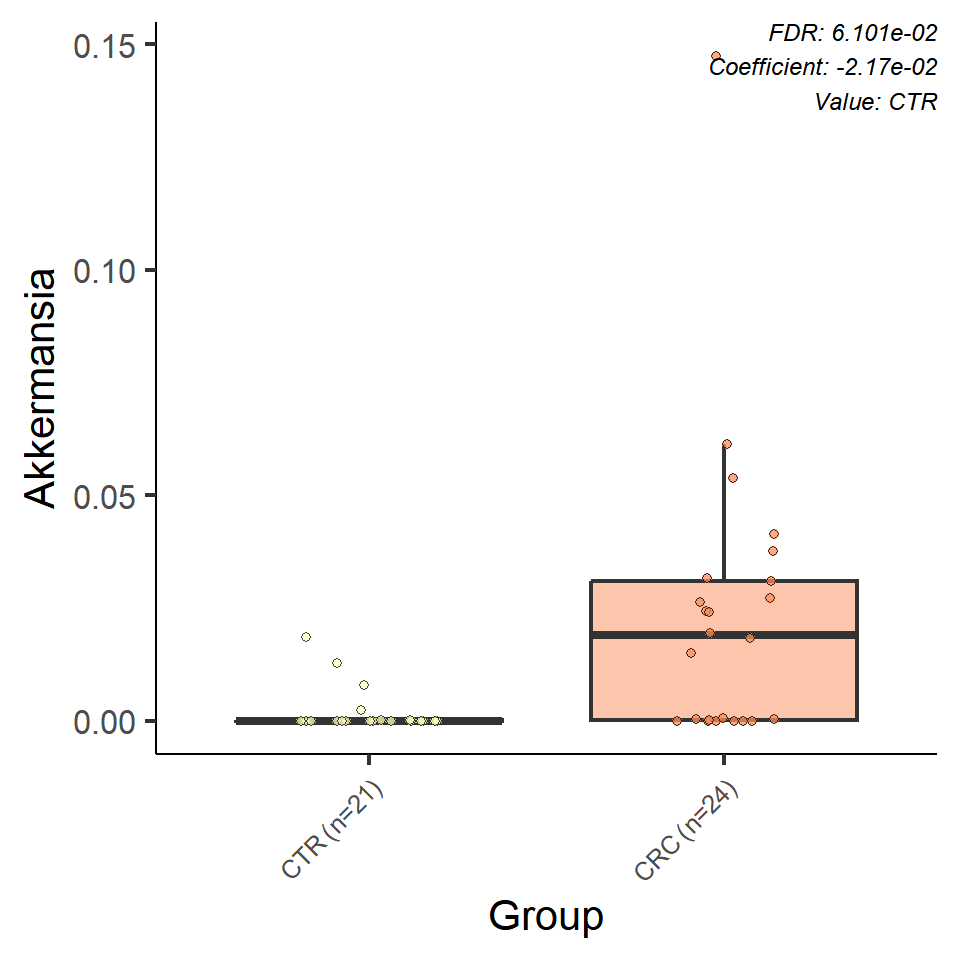 FDR: 6.101e-02
Coefficient: -2.17e-02
Value: CTR
0.15
0.10
0.05
0.00
Akkermansia
CTR (n=21)
CRC (n=24)
Group